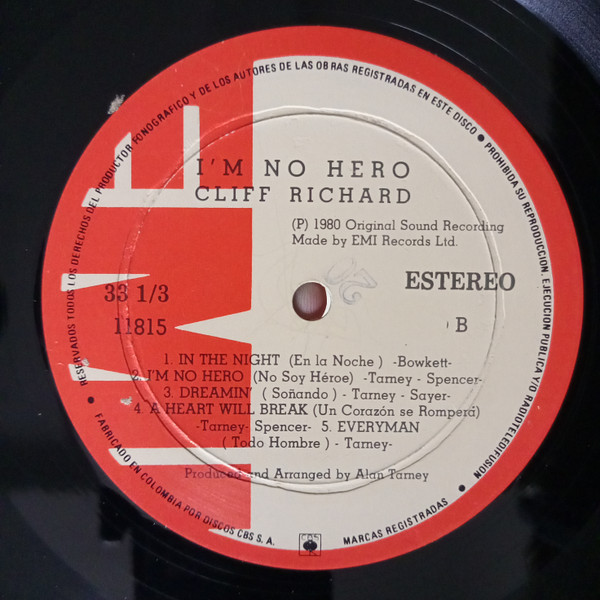 RESERVADOS TODOS LOS DERECHOS DEL PRODUCTOR FONOGRAFICO Y DE LOS AUTORES DE LAS OBRAS REGISTRADAS EN ESTE DISCO ● PROHIBIDA SU REPRODUCCION, EJECUCION PUBLICA Y/O RADIOTELEDIFUSION ●
EMI
I'M NO HERO
CLIFF RICHARD
(P) 1980 Original Sound Recording
Made by EMI Records Ltd.
33 1/3
ESTEREO
11815
B
1. IN THE NIGHT (En la Noche) -Bowkett-
2. I'M NO HERO (No Soy Héroe) -Tarney - Spencer-
3. DREAMIN' (Soñando) - Tarney - Sayer-
4. A HEART WILL BREAK (Un Corazón se Romperá)
-Tarney- Spencer- 5. EVERYMAN
(Todo Hombre) - Tarney-
Produced and Arranged by Alan Tarney
● FABRICADO EN COLOMBIA POR DISCOS CBS S. A.
CBS
MARCAS REGISTRADAS ●